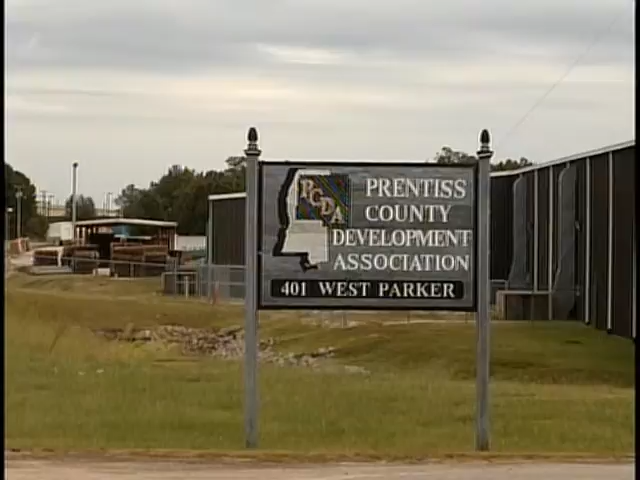 PCDA
PRENTISS
COUNTY
DEVELOPMENT
ASSOCIATION
401 WEST PARKER